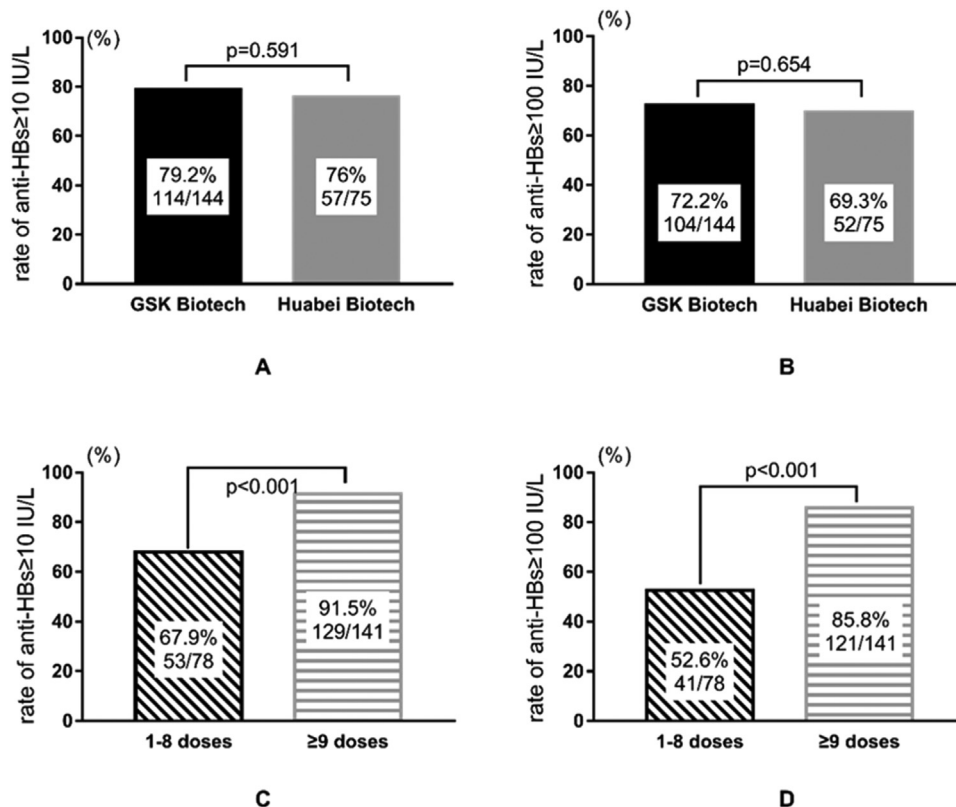 (%)
rate of anti-HBs≥10 IU/L
100
80
60
40
20
0
p=0.591
79.2%
114/144
76%
57/75
GSK Biotech
Huabei Biotech
A
(%)
rate of anti-HBs≥100 IU/L
100
80
60
40
20
0
p=0.654
72.2%
104/144
69.3%
52/75
GSK Biotech
Huabei Biotech
B
(%)
rate of anti-HBs≥10 IU/L
100
80
60
40
20
0
p<0.001
67.9%
53/78
91.5%
129/141
1-8 doses
≥9 doses
C
(%)
rate of anti-HBs≥100 IU/L
100
80
60
40
20
0
p<0.001
52.6%
41/78
85.8%
121/141
1-8 doses
≥9 doses
D